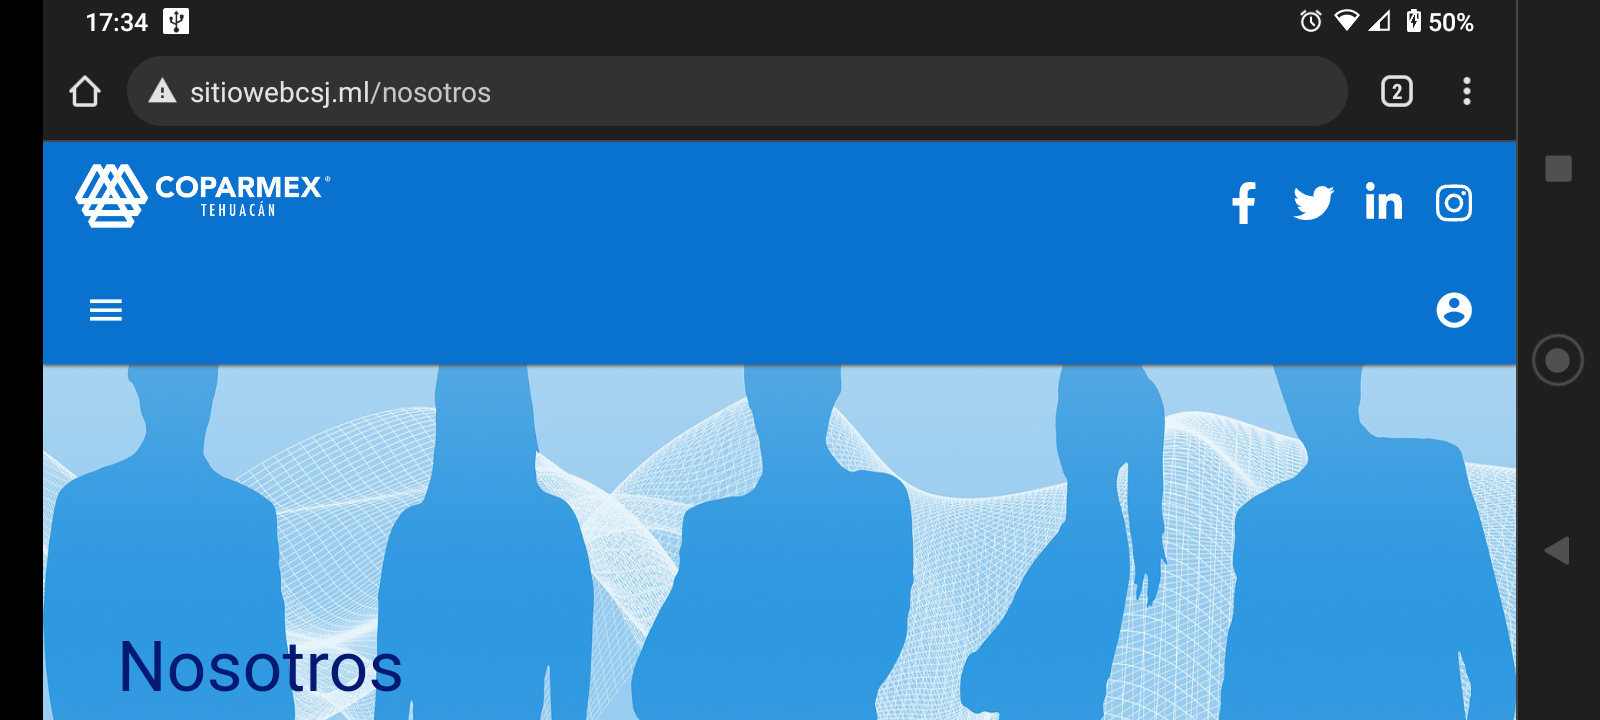 17:34
50%
sitiowebcsj.ml/nosotros
2
COPARMEX®
TEHUACÁN
Nosotros